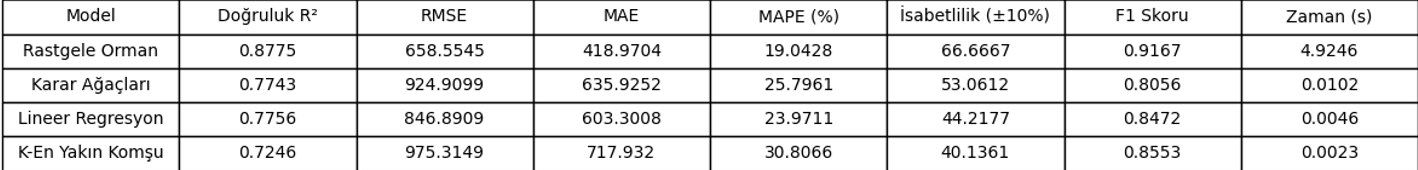 Model Doğruluk R² RMSE MAE MAPE (%) İsabetlilik (±10%) F1 Skoru Zaman (s)
Rastgele Orman 0.8775 658.5545 418.9704 19.0428 66.6667 0.9167 4.9246
Karar Ağaçları 0.7743 924.9099 635.9252 25.7961 53.0612 0.8056 0.0102
Lineer Regresyon 0.7756 846.8909 603.3008 23.9711 44.2177 0.8472 0.0046
K-En Yakın Komşu 0.7246 975.3149 717.932 30.8066 40.1361 0.8553 0.0023